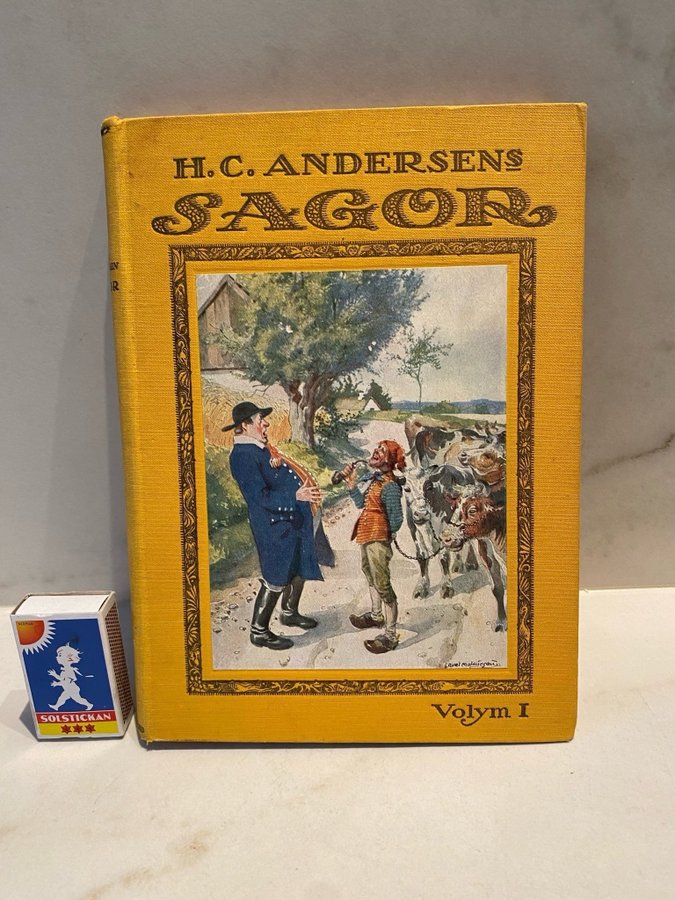 H. C. ANDERSENS
SAGOR
Volym I
SOLSTICKAN